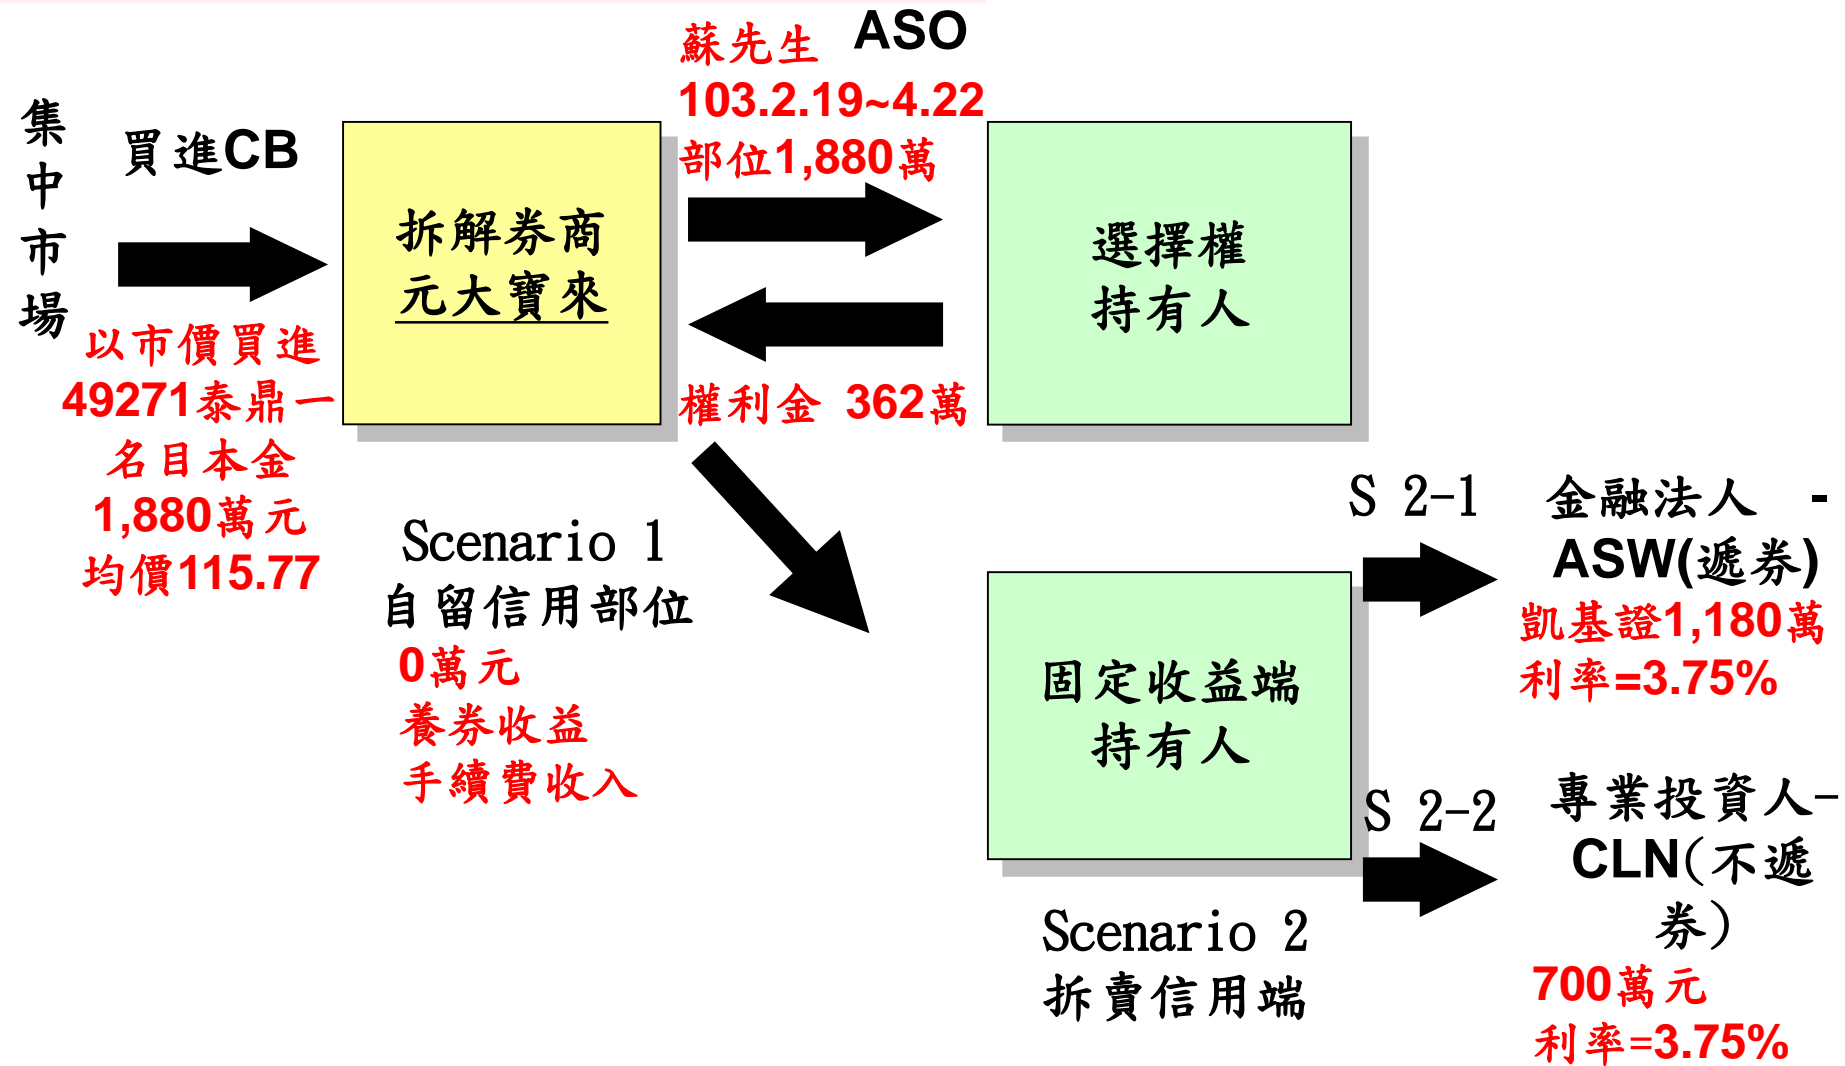 集
中
市
場
買進CB
以市價買進
49271泰鼎一
名目本金
1,880萬元
均價115.77
拆解券商
元大寶來
蘇先生 ASO
103.2.19~4.22
部位1,880萬
權利金 362萬
選擇權
持有人
Scenario 1
自留信用部位
0萬元
養券收益
手續費收入
固定收益端
持有人
Scenario 2
拆賣信用端
S 2-1
金融法人 -
ASW(遞券)
凱基證1,180萬
利率=3.75%
S 2-2
專業投資人-
CLN(不遞
券)
700萬元
利率=3.75%